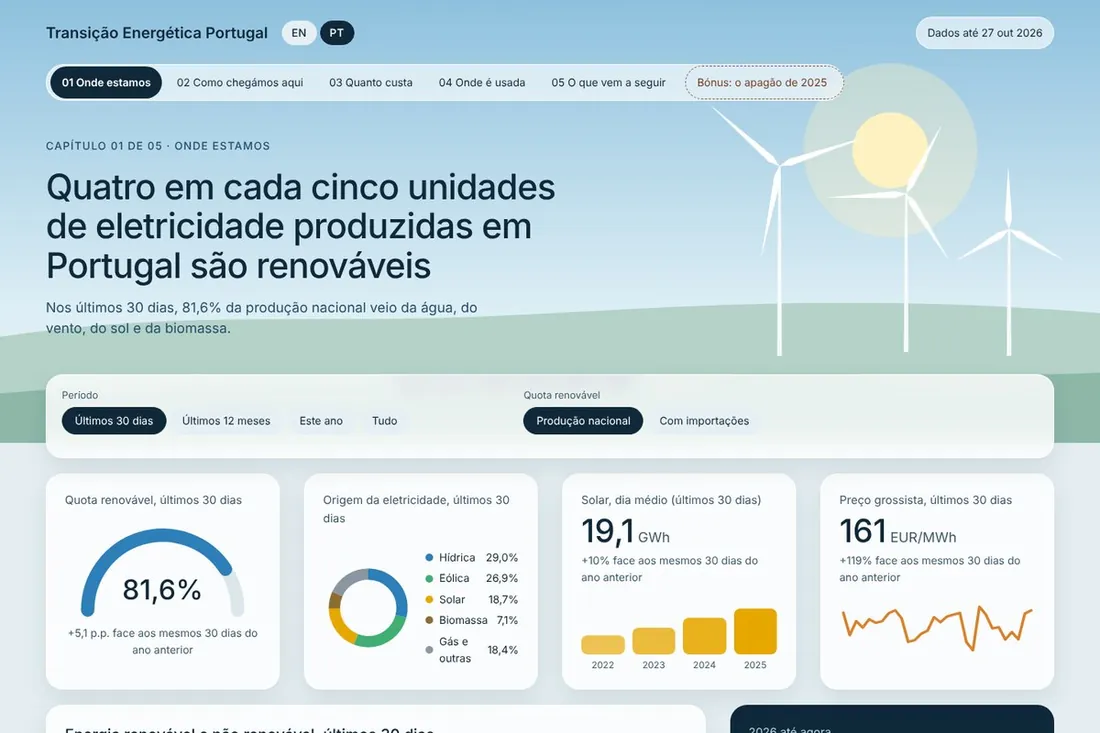 Transição Energética Portugal
EN
PT
Dados até 27 out 2026
01 Onde estamos
02 Como chegámos aqui
03 Quanto custa
04 Onde é usada
05 O que vem a seguir
Bónus: o apagão de 2025
CAPÍTULO 01 DE 05 · ONDE ESTAMOS
Quatro em cada cinco unidades
de eletricidade produzidas em
Portugal são renováveis
Nos últimos 30 dias, 81,6% da produção nacional veio da água, do
vento, do sol e da biomassa.
Período
Últimos 30 dias
Últimos 12 meses
Este ano
Tudo
Quota renovável
Produção nacional
Com importações
Quota renovável, últimos 30 dias
81,6%
+5,1 p.p. face aos mesmos 30 dias do
ano anterior
Origem da eletricidade, últimos 30
dias
Hídrica 29,0%
Eólica 26,9%
Solar 18,7%
Biomassa 7,1%
Gás e
outras 18,4%
Solar, dia médio (últimos 30 dias)
19,1 GWh
+10% face aos mesmos 30 dias do
ano anterior
2022
2023
2024
2025
Preço grossista, últimos 30 dias
161 EUR/MWh
+119% face aos mesmos 30 dias do
ano anterior
Energia renovável e não renovável, últimos 30 dias
2026 até agora